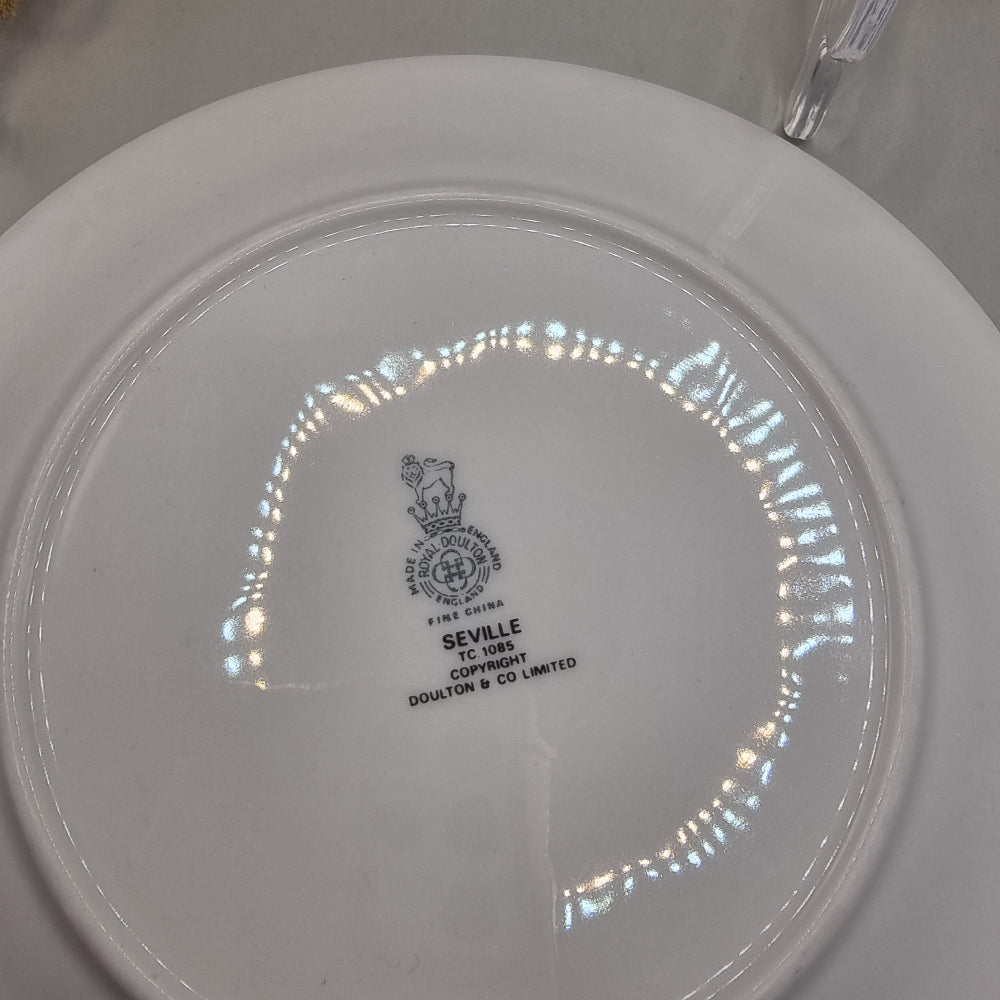 MADE IN ENGLAND
ROYAL DOULTON
ENGLAND
FINE CHINA
SEVILLE
TC. 1085
COPYRIGHT
DOULTON & CO LIMITED